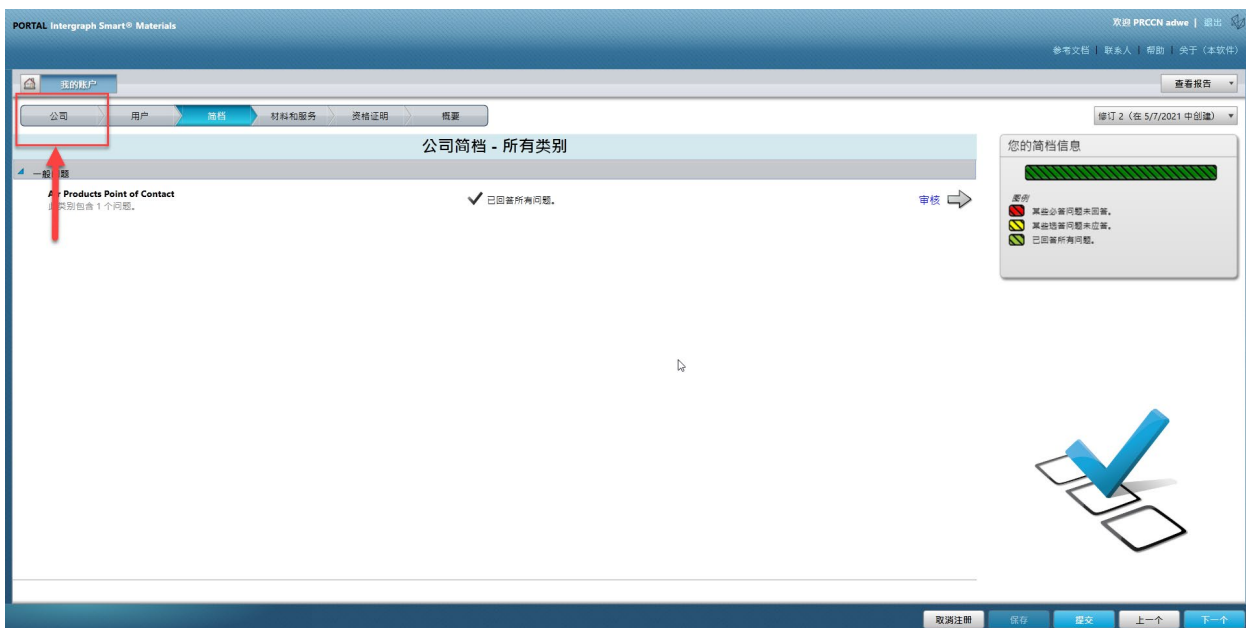 PORTAL Intergraph Smart® Materials
欢迎 PRCCN adwe | 退出
参考文档 | 联系人 | 帮助 | 关于（本软件）
我的账户
查看报告
公司 用户 简档 材料和服务 资格证明 概要
修订 2（在 5/7/2021 中创建）
公司简档 - 所有类别
您的简档信息
一般问题
Air Products Point of Contact
此类别包含 1 个问题。
已回答所有问题。
审核
图例
某些必答问题未回答。
某些选答问题未应答。
已回答所有问题。
取消注册 保存 提交 上一个 下一个